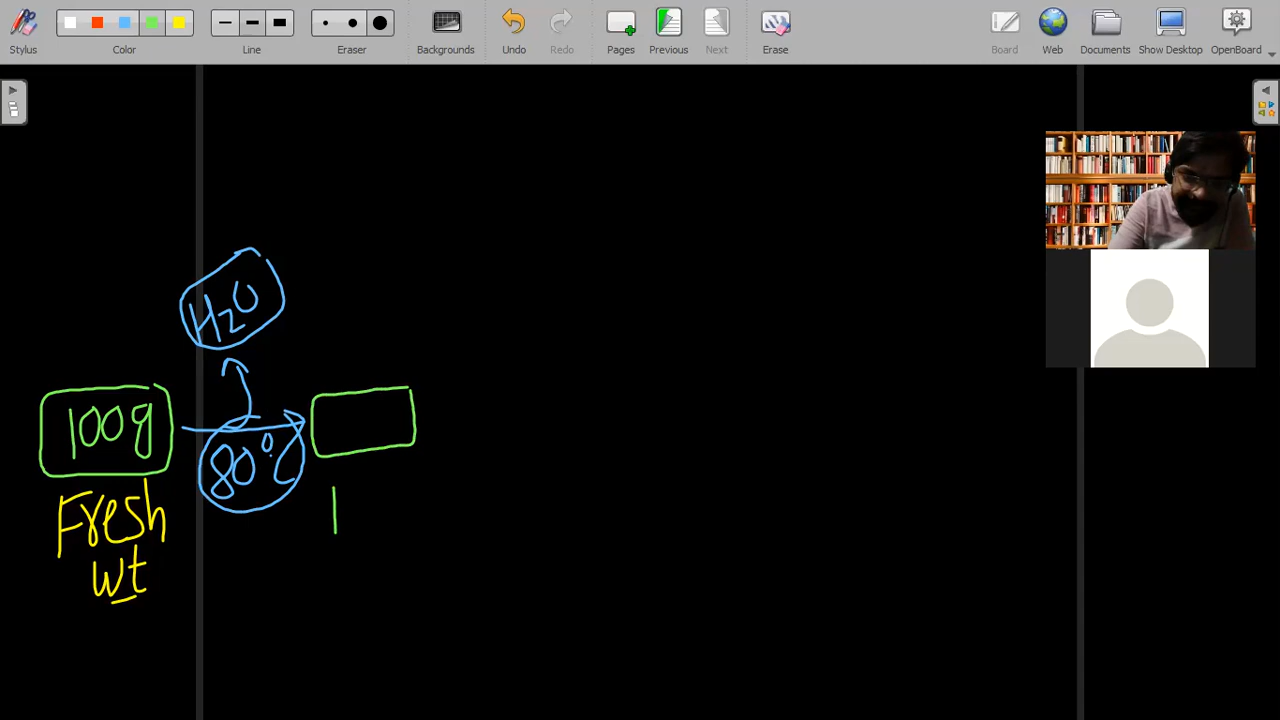 Stylus
Color
Line
Eraser
Backgrounds
Undo
Redo
Pages
Previous
Next
Erase
Board
Web
Documents
Show Desktop
OpenBoard
H2O
100g
80°C
Fresh
wt